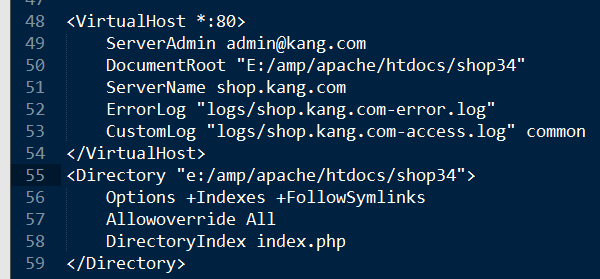 47
48 <VirtualHost *:80>
49     ServerAdmin admin@kang.com
50     DocumentRoot "E:/amp/apache/htdocs/shop34"
51     ServerName shop.kang.com
52     ErrorLog "logs/shop.kang.com-error.log"
53     CustomLog "logs/shop.kang.com-access.log" common
54 </VirtualHost>
55 <Directory "e:/amp/apache/htdocs/shop34">
56     Options +Indexes +FollowSymlinks
57     Allowoverride All
58     DirectoryIndex index.php
59 </Directory>